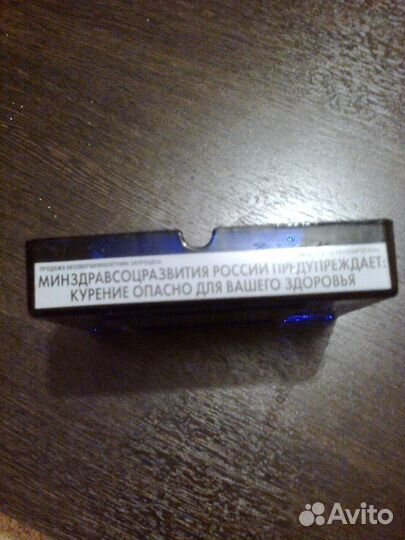 ПРОДАЖА НЕСОВЕРШЕННОЛЕТНИМ ЗАПРЕЩЕНА
МИНЗДРАВСОЦРАЗВИТИЯ РОССИИ ПРЕДУПРЕЖДАЕТ:
КУРЕНИЕ ОПАСНО ДЛЯ ВАШЕГО ЗДОРОВЬЯ
Avito